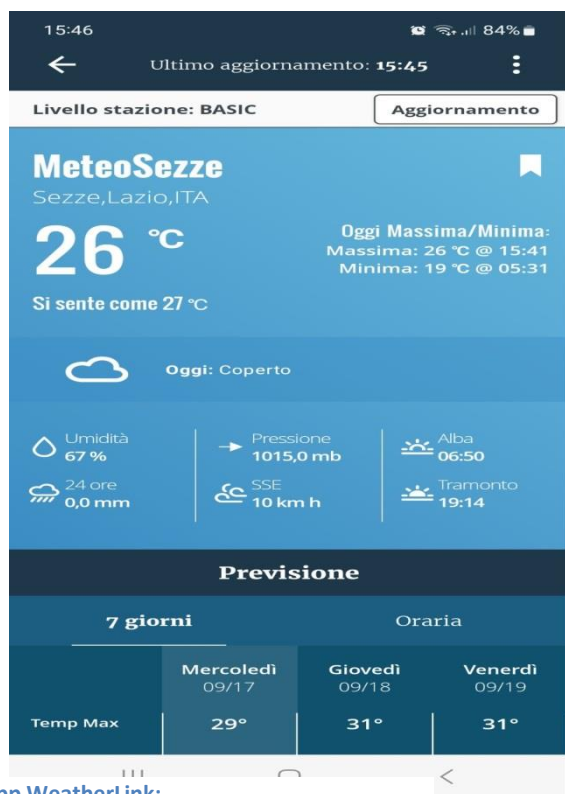 15:46 84%
Ultimo aggiornamento: 15:45
Livello stazione: BASIC Aggiornamento
MeteoSezze
Sezze,Lazio,ITA
26 °C
Oggi Massima/Minima:
Massima: 26 °C @ 15:41
Minima: 19 °C @ 05:31
Si sente come 27 °C
Oggi: Coperto
Umidità
67 %
Pressione
1015,0 mb
Alba
06:50
24 ore
0,0 mm
SSE
10 km h
Tramonto
19:14
Previsione
7 giorni Oraria
Mercoledì Giovedì Venerdì
09/17 09/18 09/19
Temp Max 29° 31° 31°
WeatherLink: